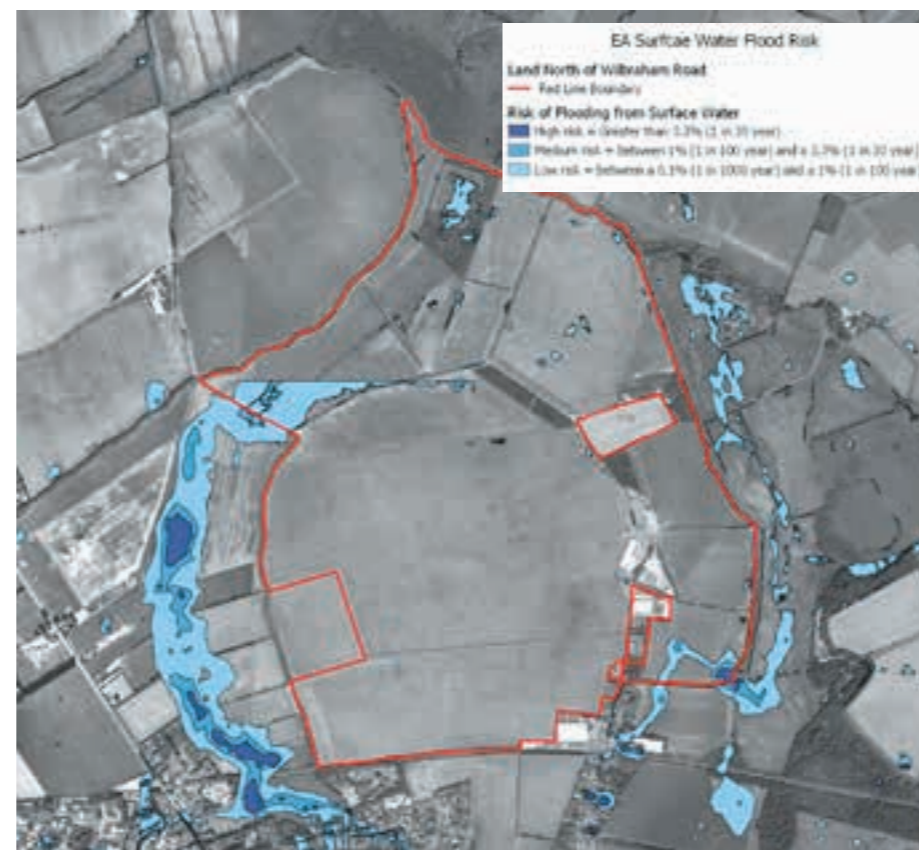 EA Surfcae Water Flood Risk
Land North of Wilbraham Road
Red Line Boundary
Risk of Flooding from Surface Water
High risk = Greater than 3.3% (1 in 30 year)
Medium risk = between 1% (1 in 100 year) and a 3.3% (1 in 30 year)
Low risk = between a 0.1% (1 in 1000 year) and a 1% (1 in 100 year